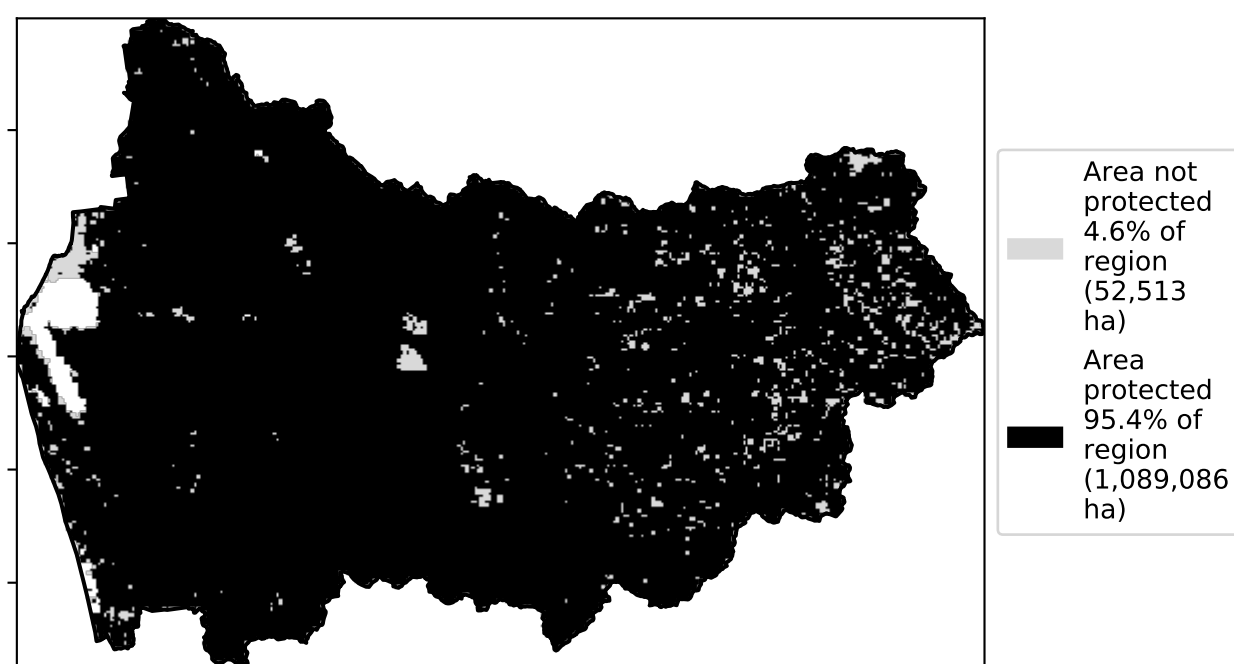 Area not
protected
4.6% of
region
(52,513
ha)
Area
protected
95.4% of
region
(1,089,086
ha)